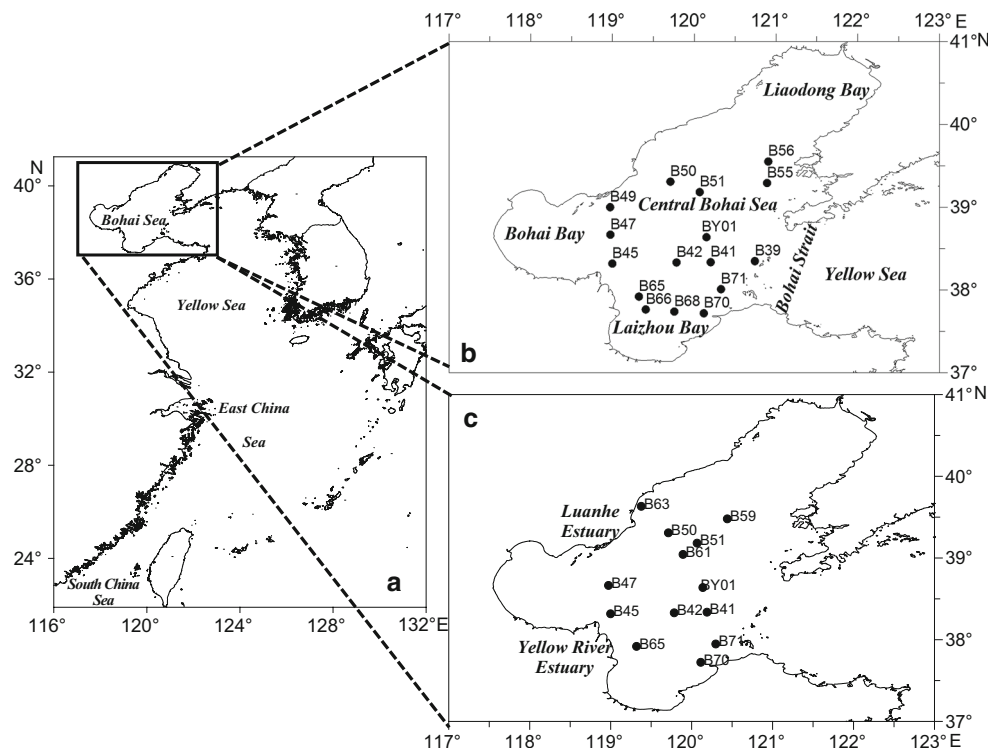 117° 118° 119° 120° 121° 122° 123° E
41°N
Liaodong Bay
40°
B56
B50
B55
B51
B49
Central Bohai Sea
39°
B47
BY01
Bohai Bay
B45
B42
B41
B39
Bohai Strait
Yellow Sea
B71
B65
38°
B66
B68
B70
Laizhou Bay
b
37°
N
40°
Bohai Sea
36°
Yellow Sea
32°
East China
Sea
28°
24°
South China
Sea
a
116° 120° 124° 128° 132°E
41°N
c
40°
B63
Luanhe
Estuary
B59
B50
B51
B61
39°
B47
BY01
B45
B42
B41
Yellow River
Estuary
B65
B71
38°
B70
37°
117° 118° 119° 120° 121° 122° 123° E